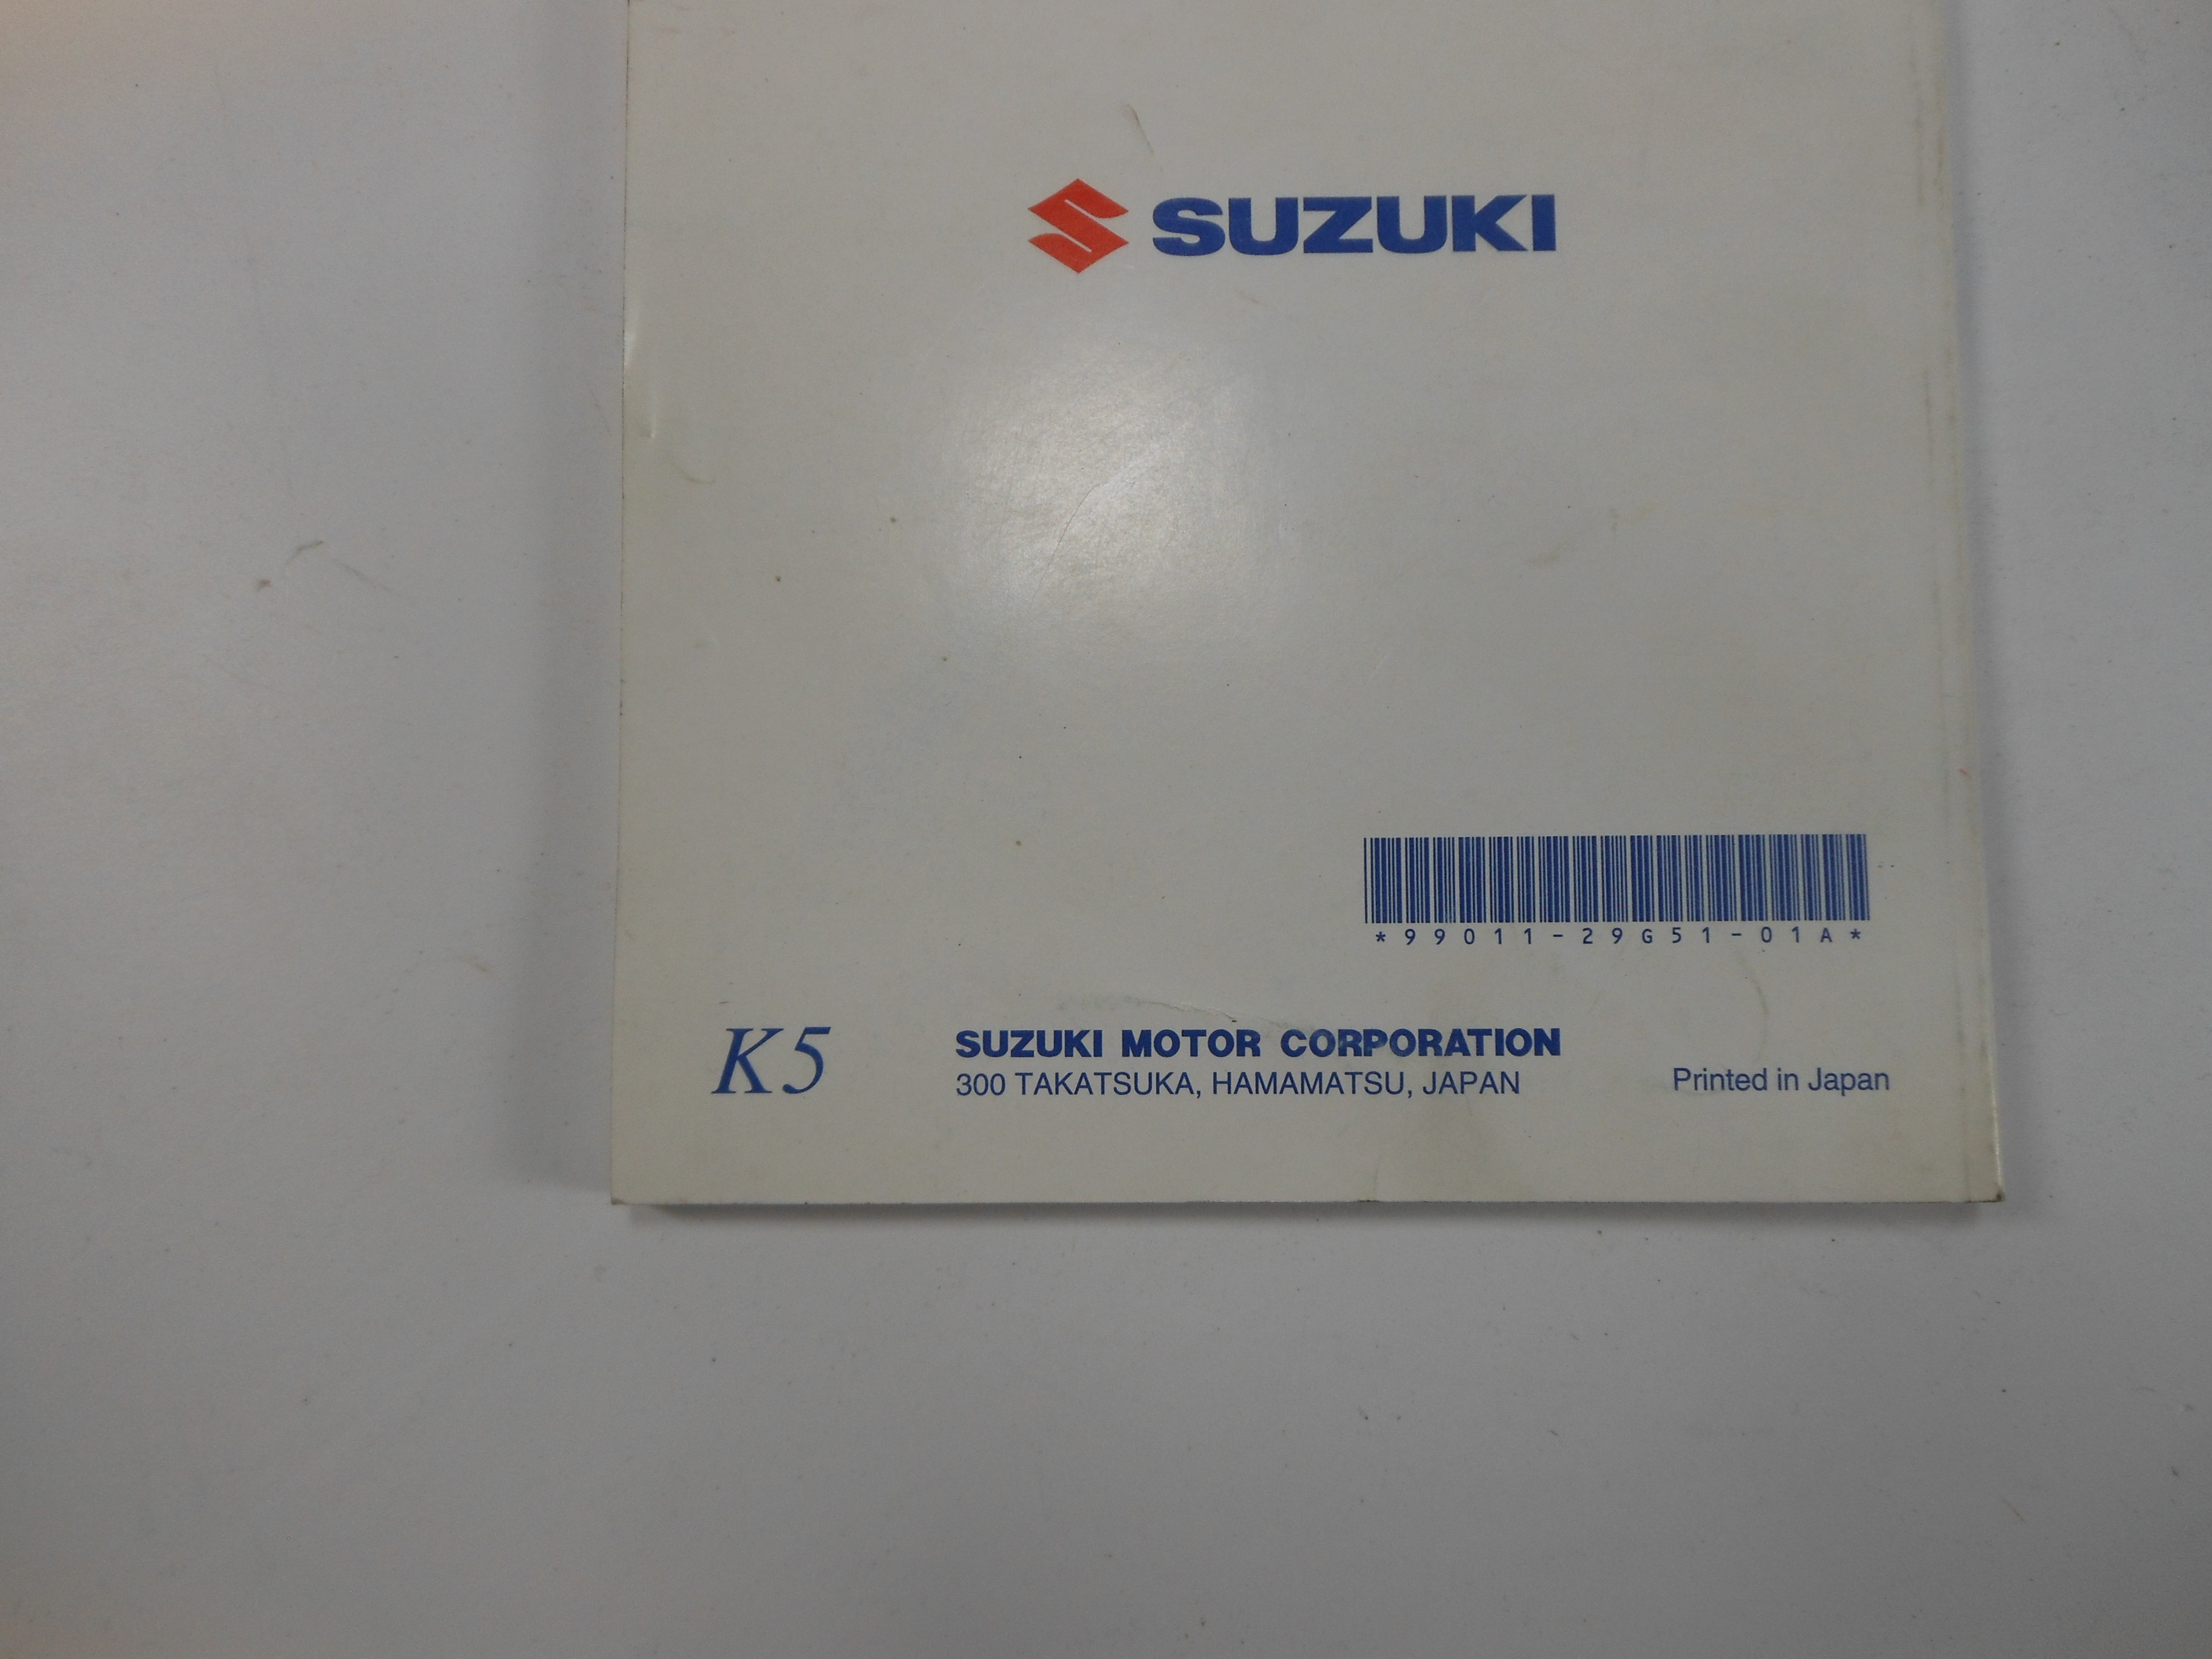 SUZUKI
*99011-29G51-01A*
K5
SUZUKI MOTOR CORPORATION
300 TAKATSUKA, HAMAMATSU, JAPAN
Printed in Japan